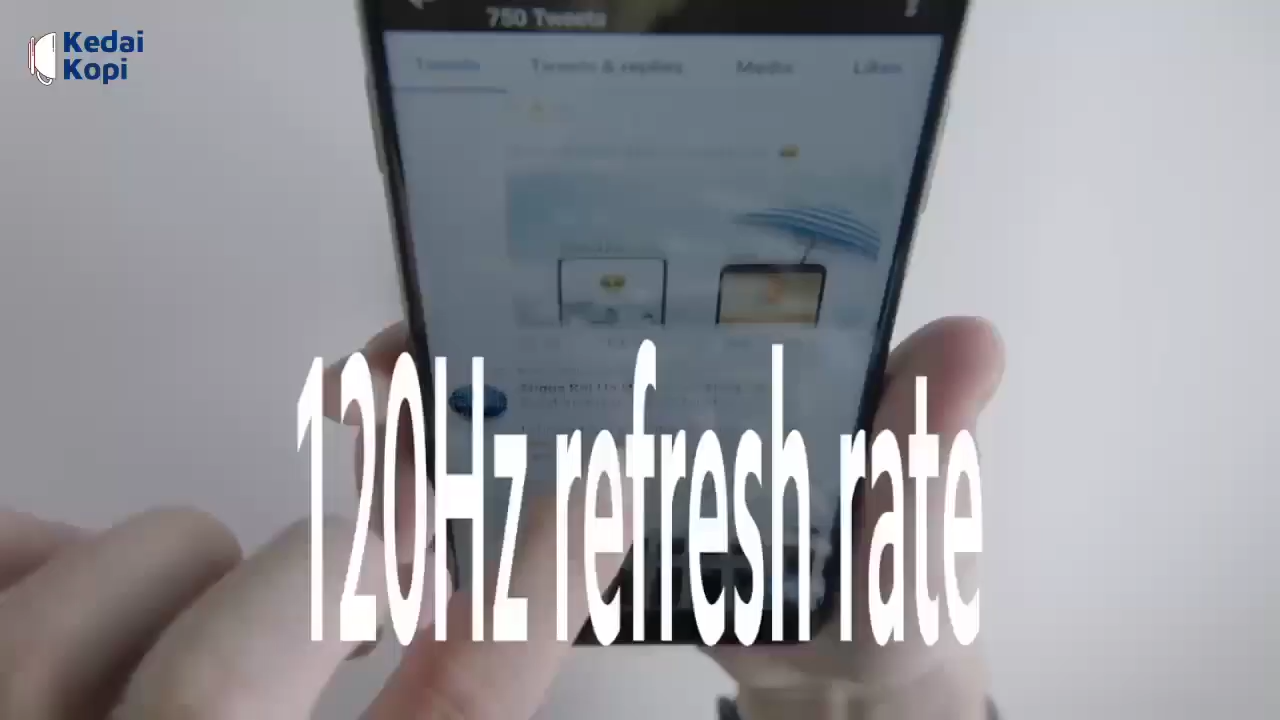 Kedai
Kopi
750 Tweets
Tweets Tweets & replies Media Likes
120Hz refresh rate